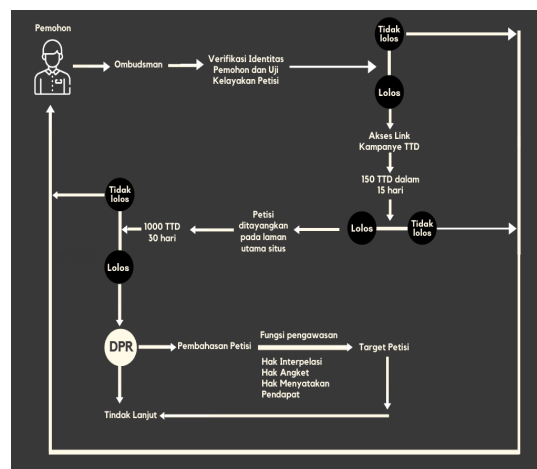 Pemohon
Ombudsman
Verifikasi Identitas
Pemohon dan Uji
Kelayakan Petisi
Tidak
lolos
Lolos
Akses Link
Kampanye TTD
150 TTD dalam
15 hari
Lolos
Tidak
lolos
Petisi
ditayangkan
pada laman
utama situs
1000 TTD
30 hari
Tidak
lolos
Lolos
DPR
Pembahasan Petisi
Fungsi pengawasan
Hak Interpelasi
Hak Angket
Hak Menyatakan
Pendapat
Target Petisi
Tindak Lanjut